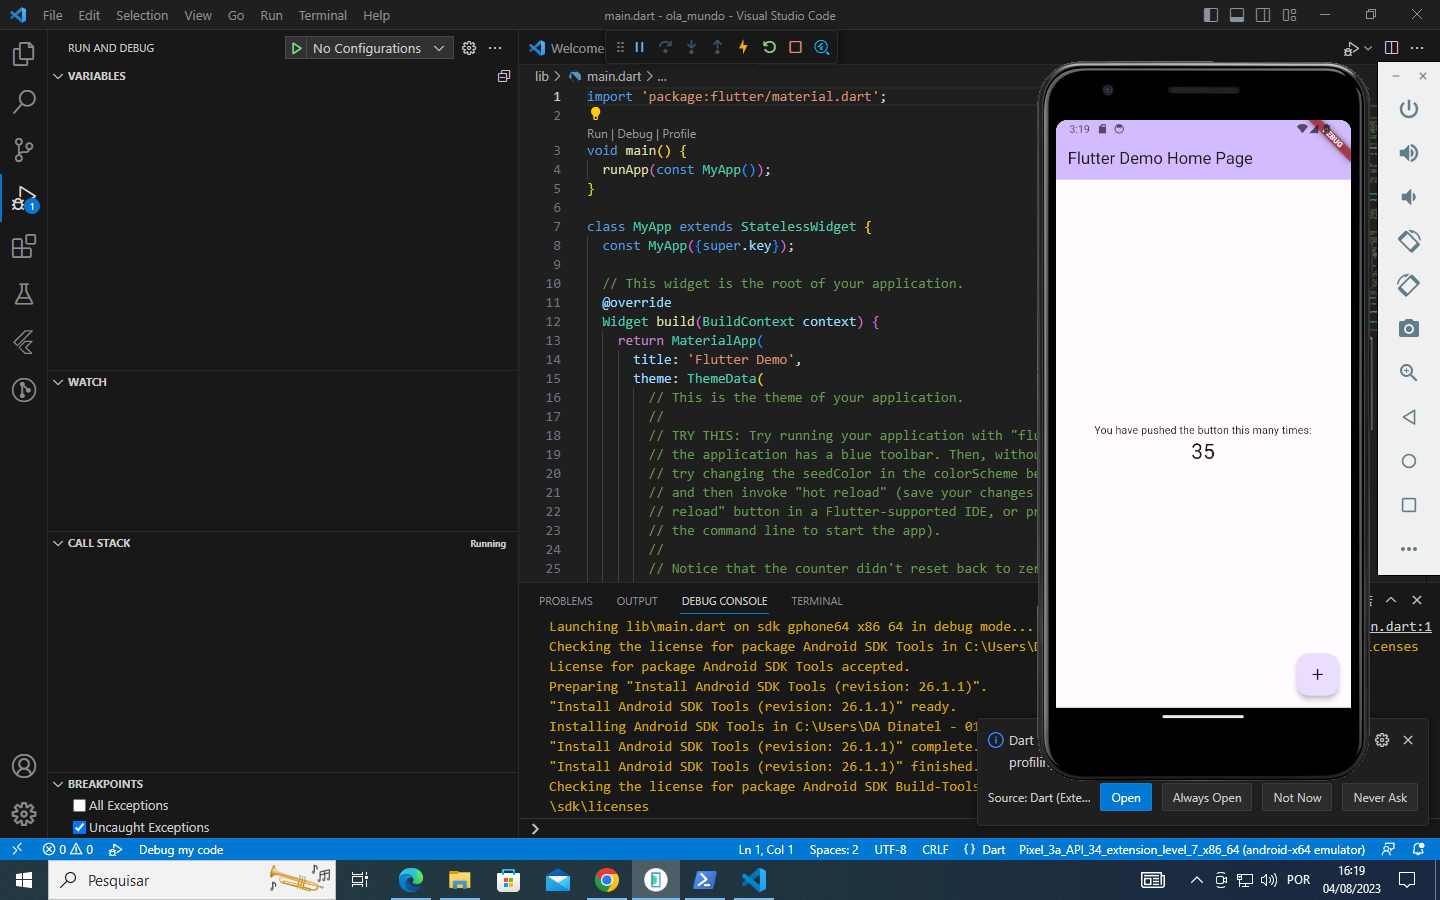 File Edit Selection View Go Run Terminal Help
main.dart - ola_mundo - Visual Studio Code
RUN AND DEBUG
No Configurations
VARIABLES
WATCH
CALL STACK
Running
BREAKPOINTS
All Exceptions
Uncaught Exceptions
1
Welcome
lib > main.dart > ...
1 import 'package:flutter/material.dart';
2
Run | Debug | Profile
3 void main() {
4 runApp(const MyApp());
5 }
6
7 class MyApp extends StatelessWidget {
8 const MyApp({super.key});
9
10 // This widget is the root of your application.
11 @override
12 Widget build(BuildContext context) {
13 return MaterialApp(
14 title: 'Flutter Demo',
15 theme: ThemeData(
16 // This is the theme of your application.
17 //
18 // TRY THIS: Try running your application with "flu
19 // the application has a blue toolbar. Then, withou
20 // try changing the seedColor in the colorScheme be
21 // and then invoke "hot reload" (save your changes
22 // reload" button in a Flutter-supported IDE, or pr
23 // the command line to start the app).
24 //
25 // Notice that the counter didn't reset back to zer
PROBLEMS OUTPUT DEBUG CONSOLE TERMINAL
Launching lib\main.dart on sdk gphone64 x86 64 in debug mode...
n.dart:1
Checking the license for package Android SDK Tools in C:\Users\D
icenses
License for package Android SDK Tools accepted.
Preparing "Install Android SDK Tools (revision: 26.1.1)".
"Install Android SDK Tools (revision: 26.1.1)" ready.
Installing Android SDK Tools in C:\Users\DA Dinatel - 01
"Install Android SDK Tools (revision: 26.1.1)" complete.
"Install Android SDK Tools (revision: 26.1.1)" finished.
Checking the license for package Android SDK Build-Tools
\sdk\licenses
3:19
DEBUG
Flutter Demo Home Page
You have pushed the button this many times:
35
+
Dart
profilin
Source: Dart (Exte...
Open
Always Open
Not Now
Never Ask
0 0 Debug my code
Ln 1, Col 1 Spaces: 2 UTF-8 CRLF {} Dart Pixel_3a_API_34_extension_level_7_x86_64 (android-x64 emulator)
Pesquisar
POR
16:19
04/08/2023